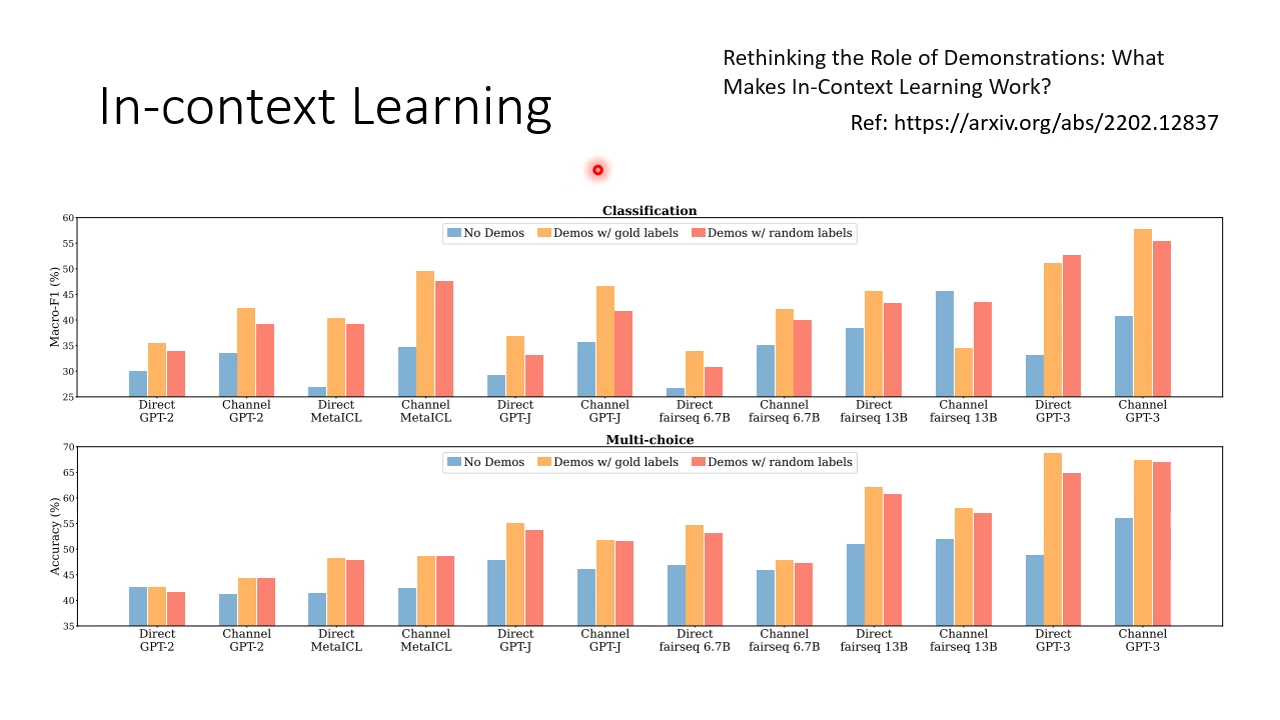 Rethinking the Role of Demonstrations: What
Makes In-Context Learning Work?
In-context Learning
Ref: https://arxiv.org/abs/2202.12837
Classification
No Demos Demos w/ gold labels Demos w/ random labels
Macro-F1 (%)
60
55
50
45
40
35
30
25
Direct Channel Direct Channel Direct Channel Direct Channel Direct Channel Direct Channel
GPT-2 GPT-2 MetaICL MetaICL GPT-J GPT-J fairseq 6.7B fairseq 6.7B fairseq 13B fairseq 13B GPT-3 GPT-3
Multi-choice
No Demos Demos w/ gold labels Demos w/ random labels
Accuracy (%)
70
65
60
55
50
45
40
35
Direct Channel Direct Channel Direct Channel Direct Channel Direct Channel Direct Channel
GPT-2 GPT-2 MetaICL MetaICL GPT-J GPT-J fairseq 6.7B fairseq 6.7B fairseq 13B fairseq 13B GPT-3 GPT-3